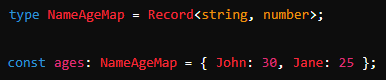 type NameAgeMap = Record<string, number>;
const ages: NameAgeMap = { John: 30, Jane: 25 };